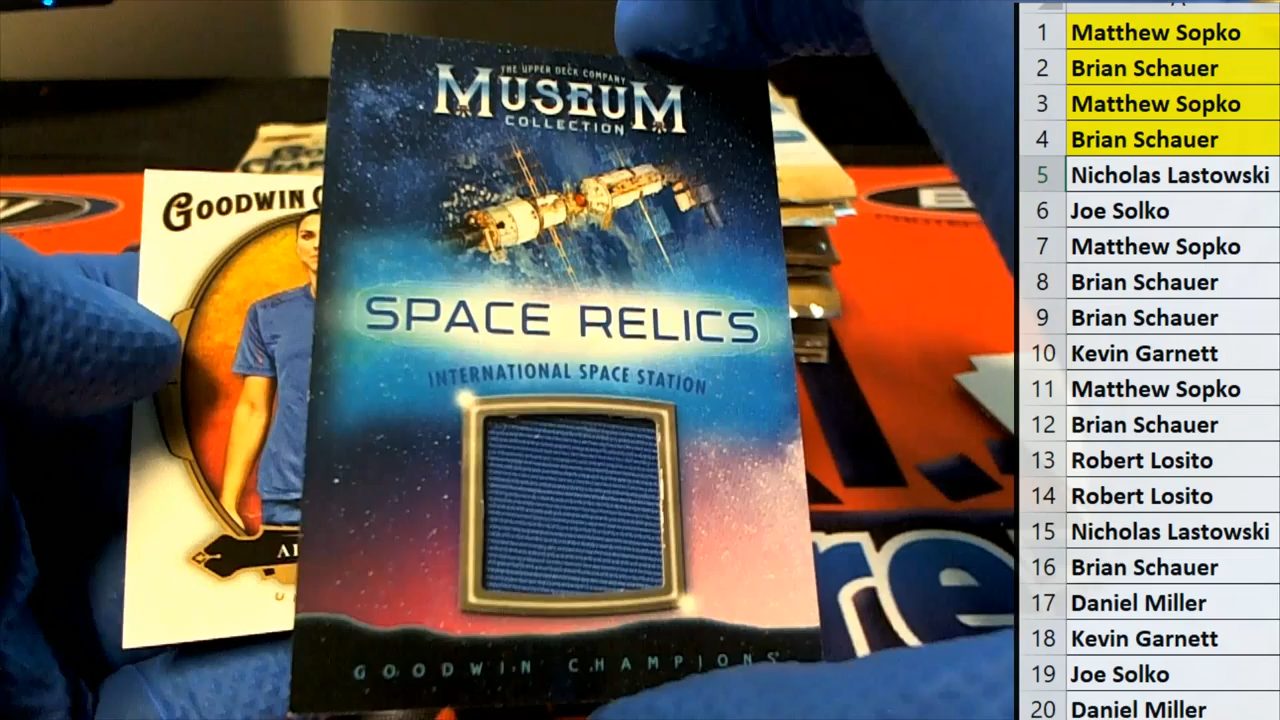 THE UPPER DECK COMPANY
MUSEUM
COLLECTION
SPACE RELICS
INTERNATIONAL SPACE STATION
GOODWIN CHAMPIONS
GOODWIN
re
1 Matthew Sopko
2 Brian Schauer
3 Matthew Sopko
4 Brian Schauer
5 Nicholas Lastowski
6 Joe Solko
7 Matthew Sopko
8 Brian Schauer
9 Brian Schauer
10 Kevin Garnett
11 Matthew Sopko
12 Brian Schauer
13 Robert Losito
14 Robert Losito
15 Nicholas Lastowski
16 Brian Schauer
17 Daniel Miller
18 Kevin Garnett
19 Joe Solko
20 Daniel Miller